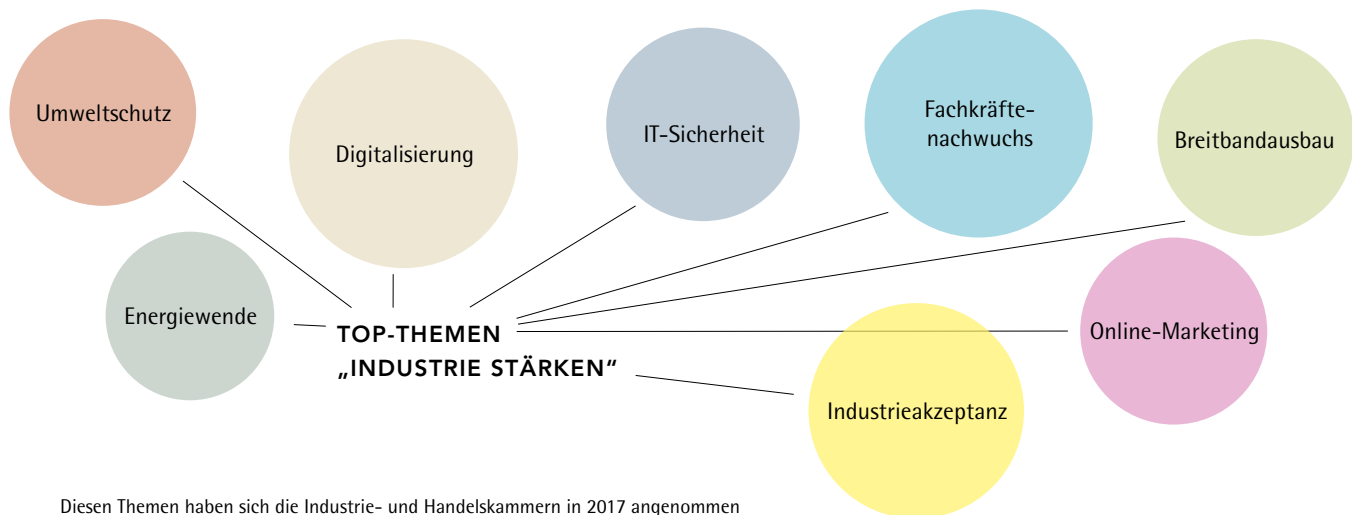 Umweltschutz
Digitalisierung
IT-Sicherheit
Fachkräfte-
nachwuchs
Breitbandausbau
Energiewende
TOP-THEMEN
„INDUSTRIE STÄRKEN“
Online-Marketing
Industrieakzeptanz
Diesen Themen haben sich die Industrie- und Handelskammern in 2017 angenommen